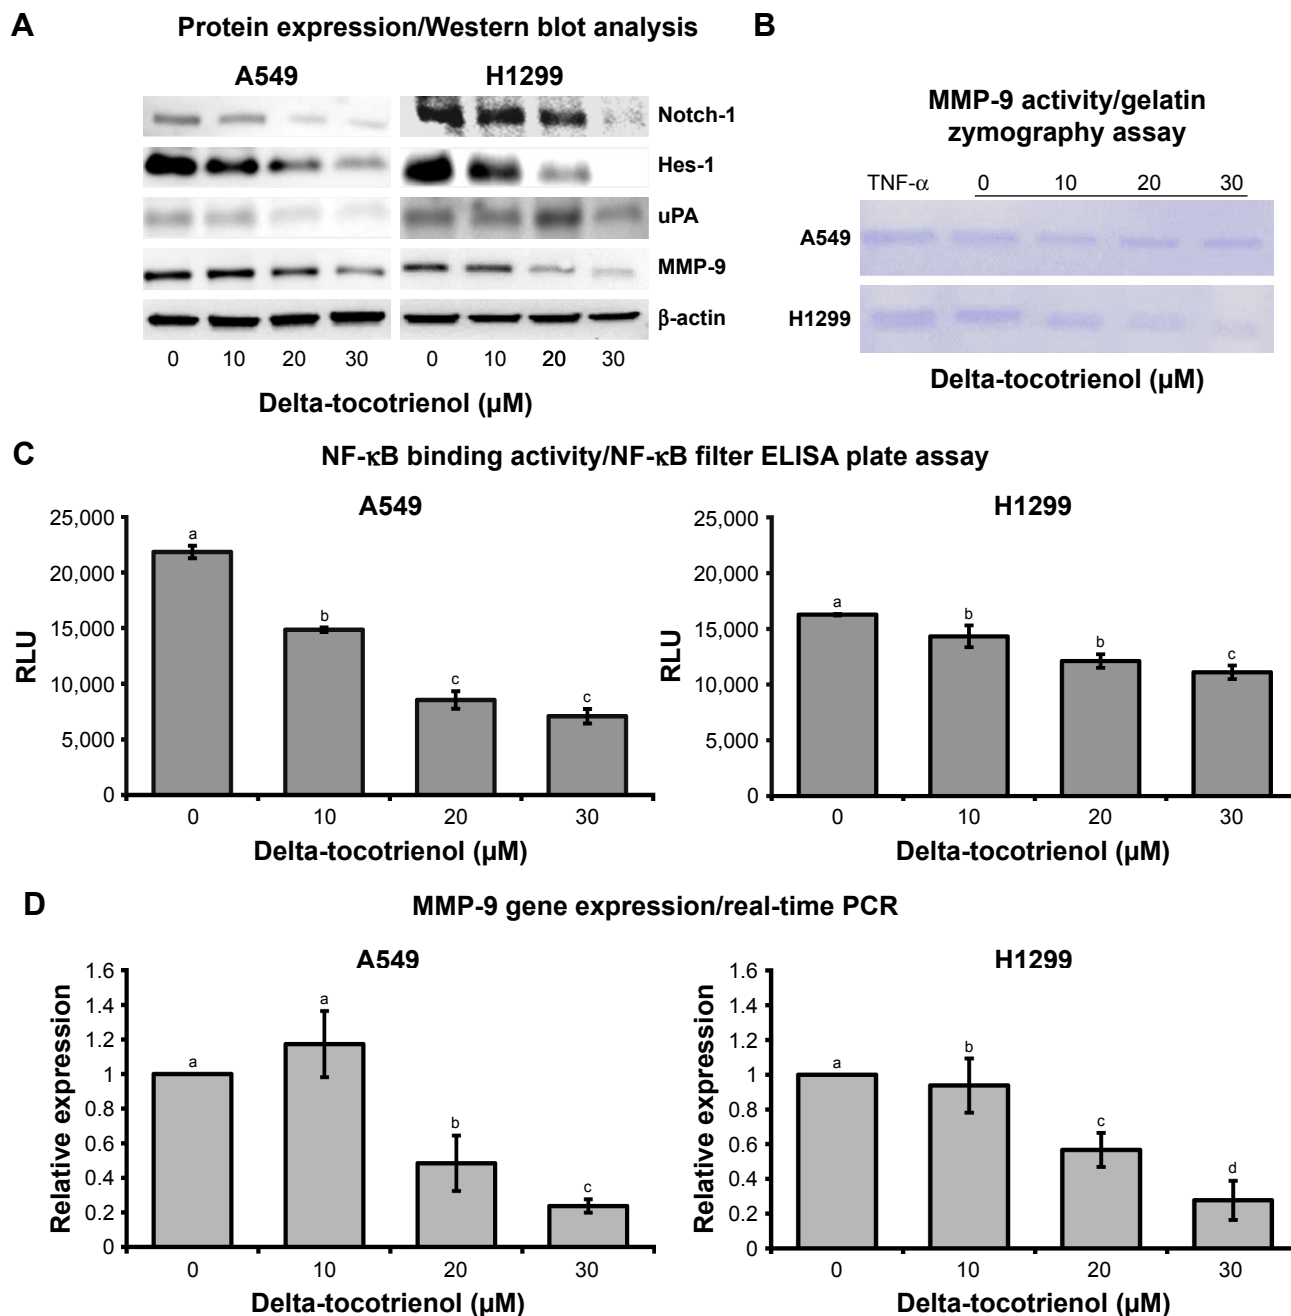 A
Protein expression/Western blot analysis
A549
H1299
Notch-1
Hes-1
uPA
MMP-9
β-actin
0 10 20 30 0 10 20 30
Delta-tocotrienol (µM)
B
MMP-9 activity/gelatin
zymography assay
TNF-α 0 10 20 30
A549
H1299
Delta-tocotrienol (µM)
C
NF-κB binding activity/NF-κB filter ELISA plate assay
A549
25,000
20,000
15,000
10,000
5,000
0
RLU
a
b
c
c
0 10 20 30
Delta-tocotrienol (µM)
H1299
25,000
20,000
15,000
10,000
5,000
0
RLU
a
b
b
c
0 10 20 30
Delta-tocotrienol (µM)
D
MMP-9 gene expression/real-time PCR
A549
1.6
1.4
1.2
1
0.8
0.6
0.4
0.2
0
Relative expression
a
a
b
c
0 10 20 30
Delta-tocotrienol (µM)
H1299
1.6
1.4
1.2
1
0.8
0.6
0.4
0.2
0
Relative expression
a
b
c
d
0 10 20 30
Delta-tocotrienol (µM)